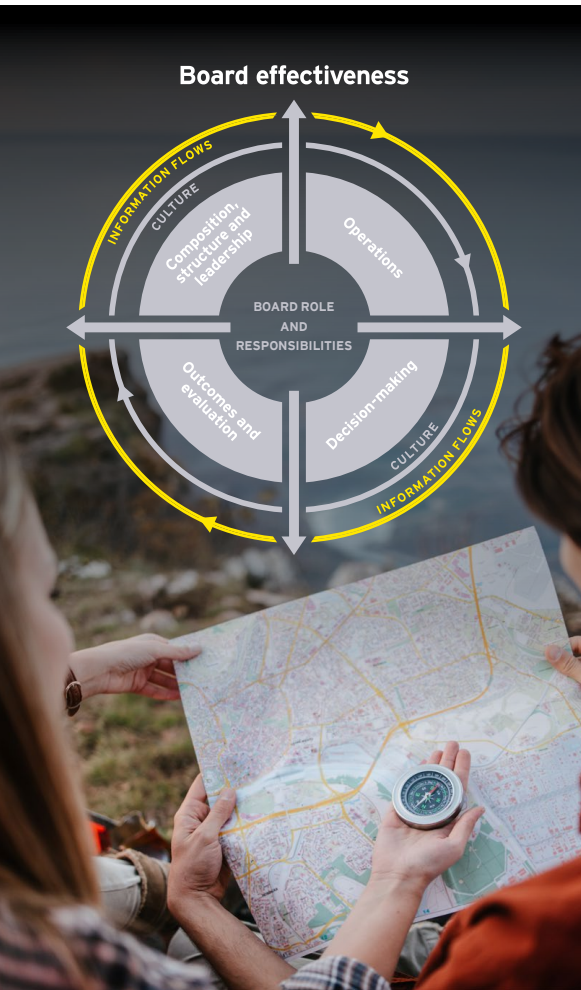 Board effectiveness
INFORMATION FLOWS
CULTURE
Composition,
structure and
leadership
Operations
BOARD ROLE
AND
RESPONSIBILITIES
Outcomes and
evaluation
Decision-making
CULTURE
INFORMATION FLOWS